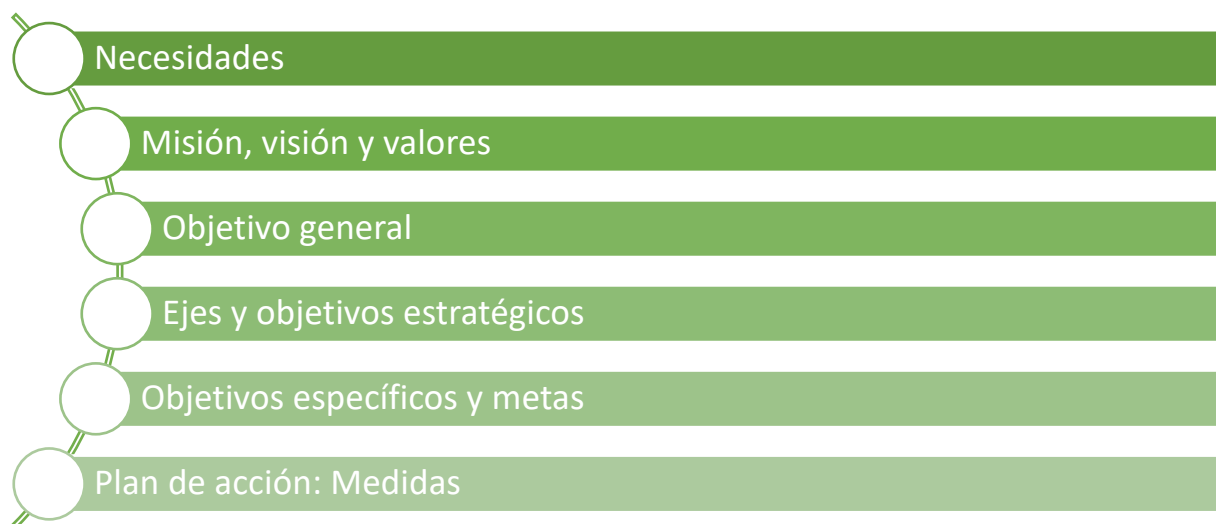 Necesidades
Misión, visión y valores
Objetivo general
Ejes y objetivos estratégicos
Objetivos específicos y metas
Plan de acción: Medidas